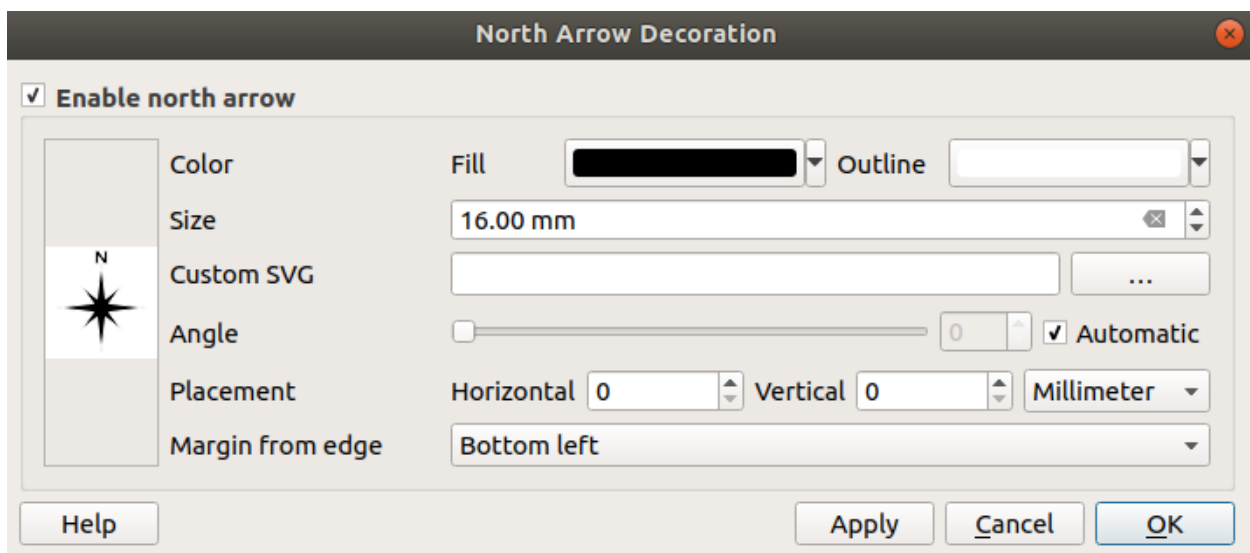 North Arrow Decoration
Enable north arrow
Color Fill Outline
Size 16.00 mm
N
Custom SVG ...
Angle 0 Automatic
Placement Horizontal 0 Vertical 0 Millimeter
Margin from edge Bottom left
Help Apply Cancel OK